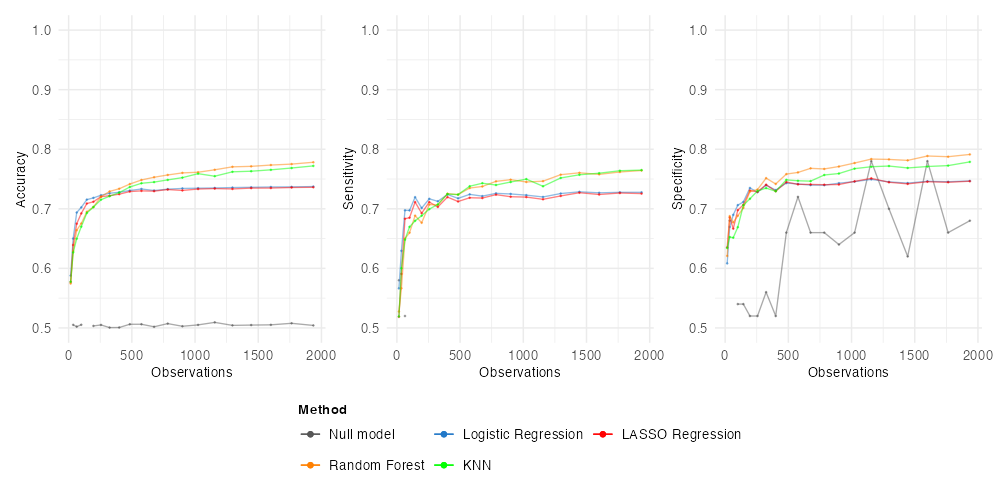 1.0
0.9
0.8
0.7
0.6
0.5
Accuracy
0 500 1000 1500 2000
Observations
1.0
0.9
0.8
0.7
0.6
0.5
Sensitivity
0 500 1000 1500 2000
Observations
1.0
0.9
0.8
0.7
0.6
0.5
Specificity
0 500 1000 1500 2000
Observations
Method
Null model Logistic Regression LASSO Regression
Random Forest KNN